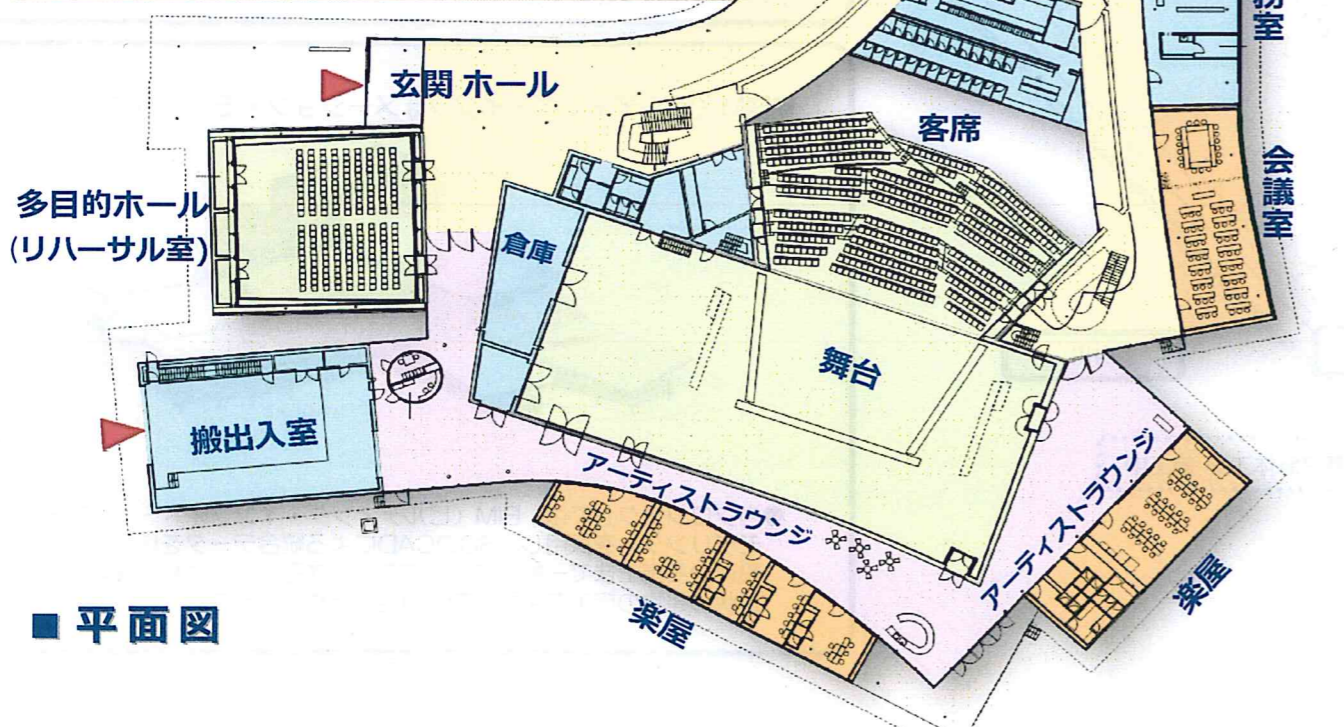 務室
玄関 ホール
客席
会議室
多目的ホール
(リハーサル室)
倉庫
舞台
搬出入室
アーティストラウンジ
アーティストラウンジ
楽屋
楽屋
■ 平面図